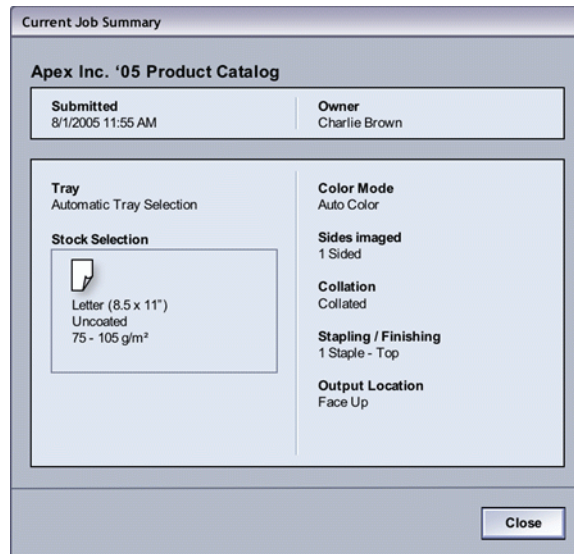 Current Job Summary
Apex Inc. ‘05 Product Catalog
Submitted
8/1/2005 11:55 AM
Owner
Charlie Brown
Tray
Automatic Tray Selection
Stock Selection
Letter (8.5 x 11")
Uncoated
75 - 105 g/m²
Color Mode
Auto Color
Sides imaged
1 Sided
Collation
Collated
Stapling / Finishing
1 Staple - Top
Output Location
Face Up
Close